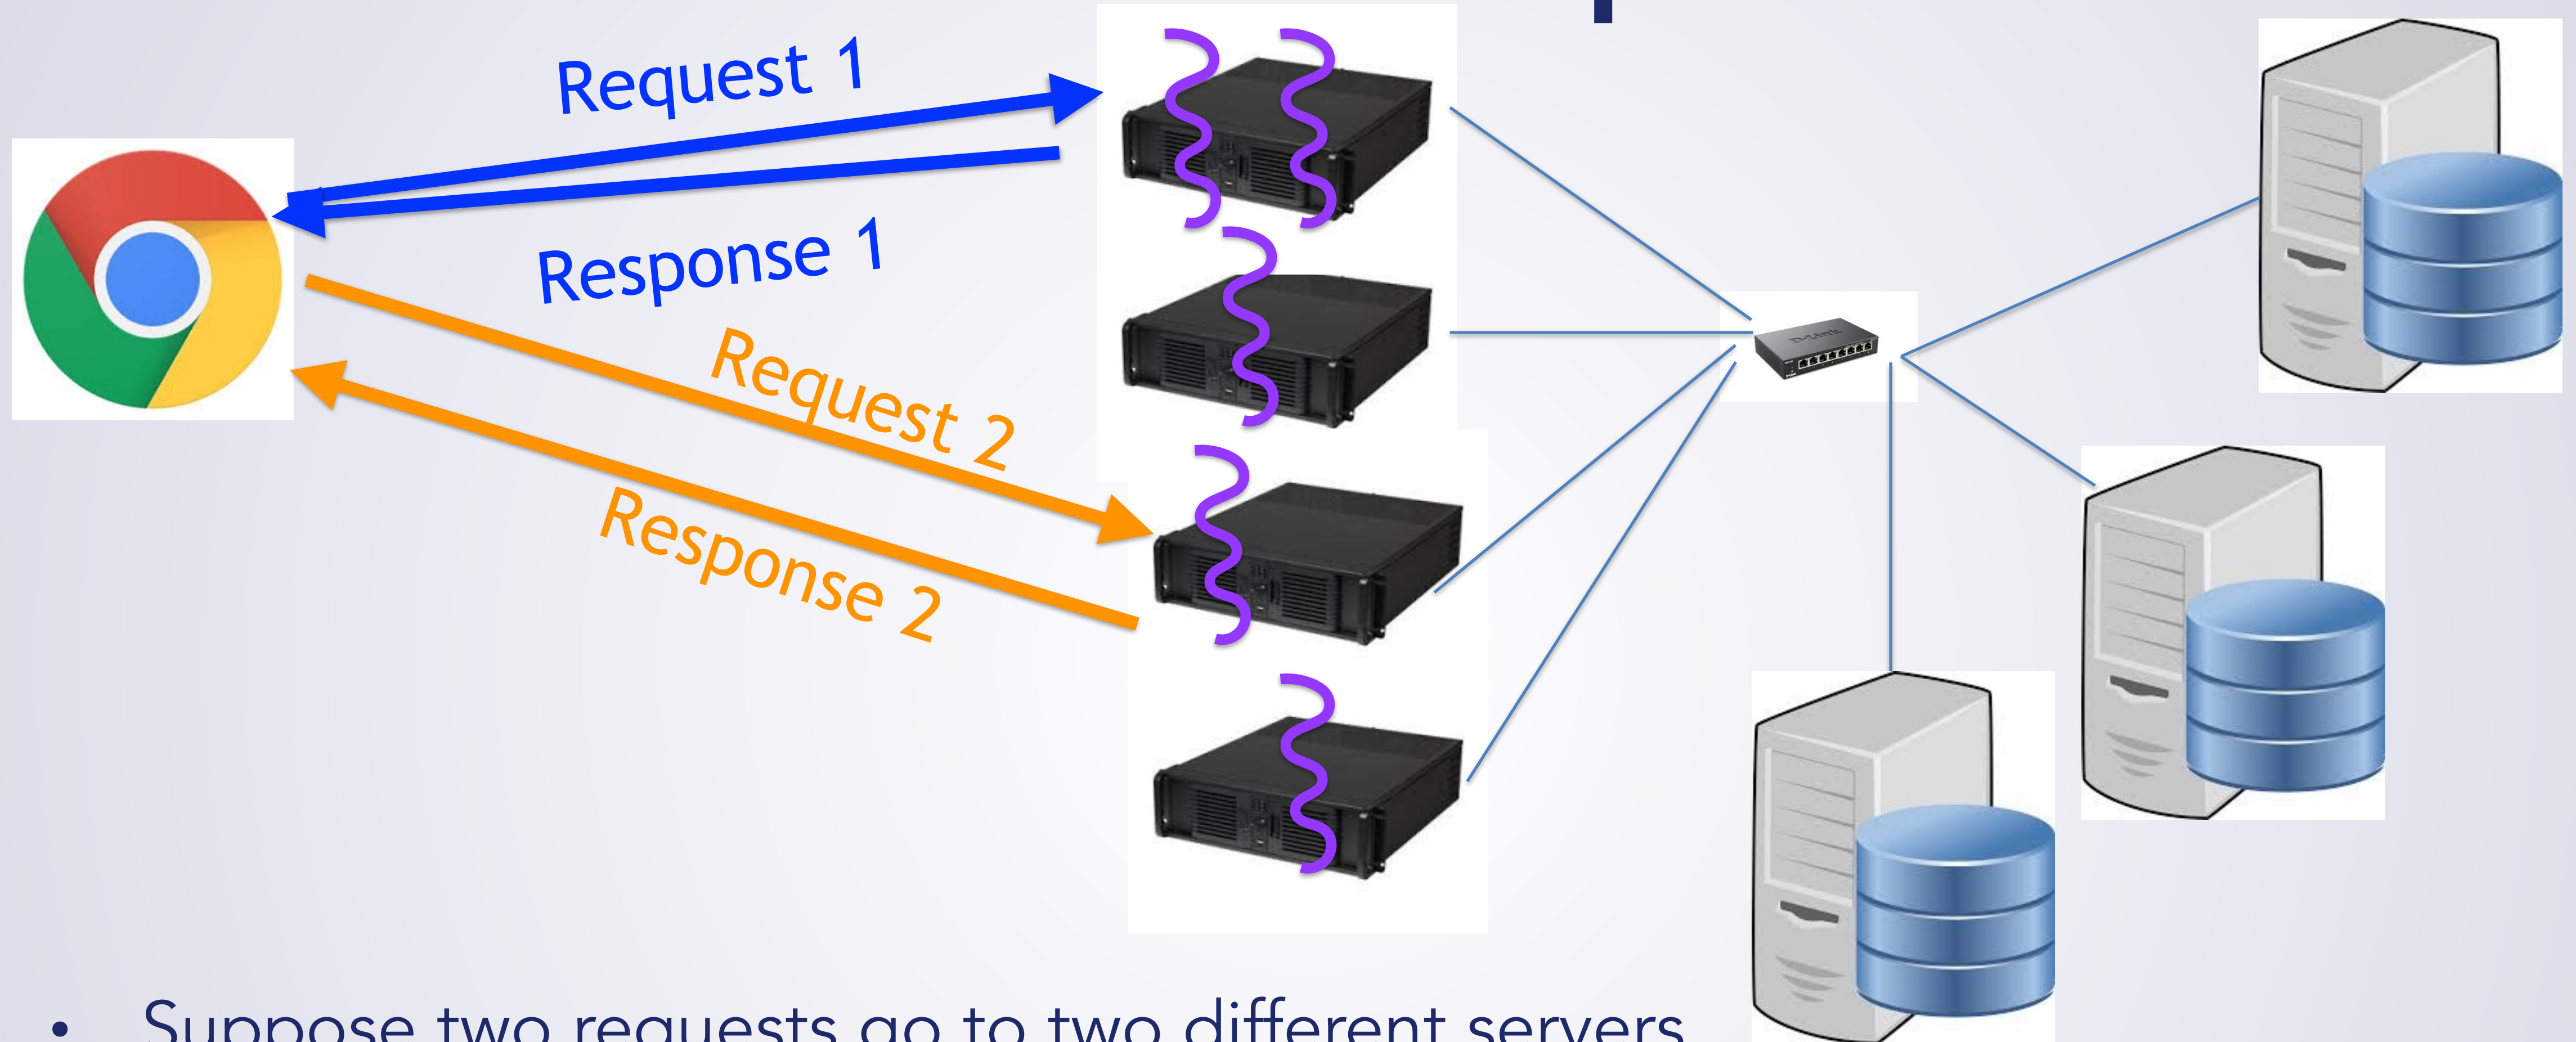 Request 1
Response 1
Request 2
Response 2
• Suppose two requests go to two different servers